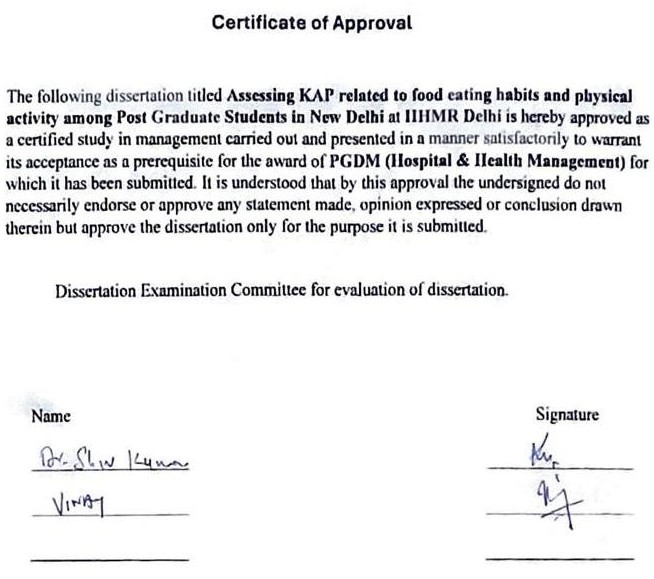 Certificate of Approval
The following dissertation titled Assessing KAP related to food eating habits and physical
activity among Post Graduate Students in New Delhi at IIHMR Delhi is hereby approved as
a certified study in management carried out and presented in a manner satisfactorily to warrant
its acceptance as a prerequisite for the award of PGDM (Hospital & Health Management) for
which it has been submitted. It is understood that by this approval the undersigned do not
necessarily endorse or approve any statement made, opinion expressed or conclusion drawn
therein but approve the dissertation only for the purpose it is submitted.
Dissertation Examination Committee for evaluation of dissertation.
Name Signature
Dr. Shiv Kumar
VINAY